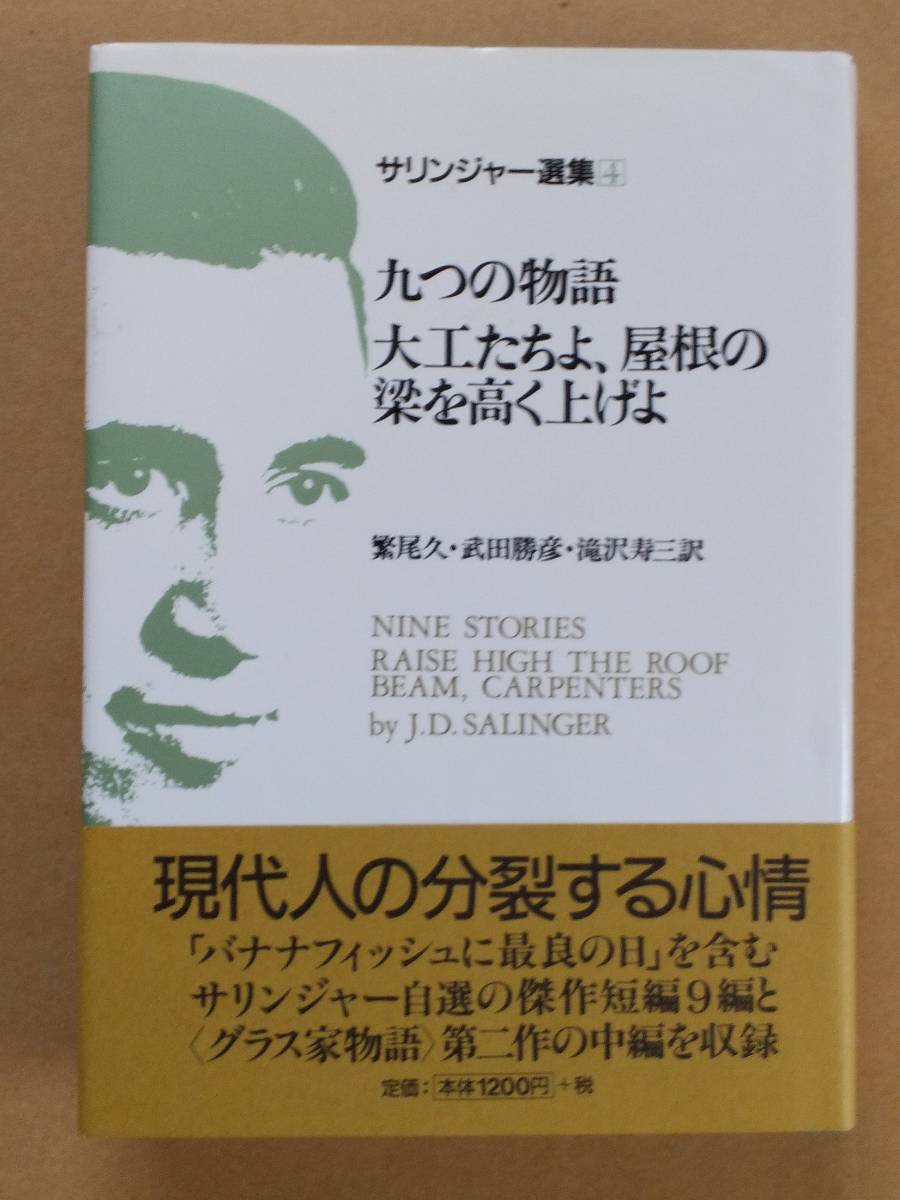 サリンジャー選集4
九つの物語
大工たちよ、屋根の
梁を高く上げよ
繁尾久・武田勝彦・滝沢寿三訳
NINE STORIES
RAISE HIGH THE ROOF
BEAM, CARPENTERS
by J.D. SALINGER
現代人の分裂する心情
「バナナフィッシュに最良の日」を含む
サリンジャー自選の傑作短編9編と
〈グラス家物語〉第二作の中編を収録
定価：本体1200円+税